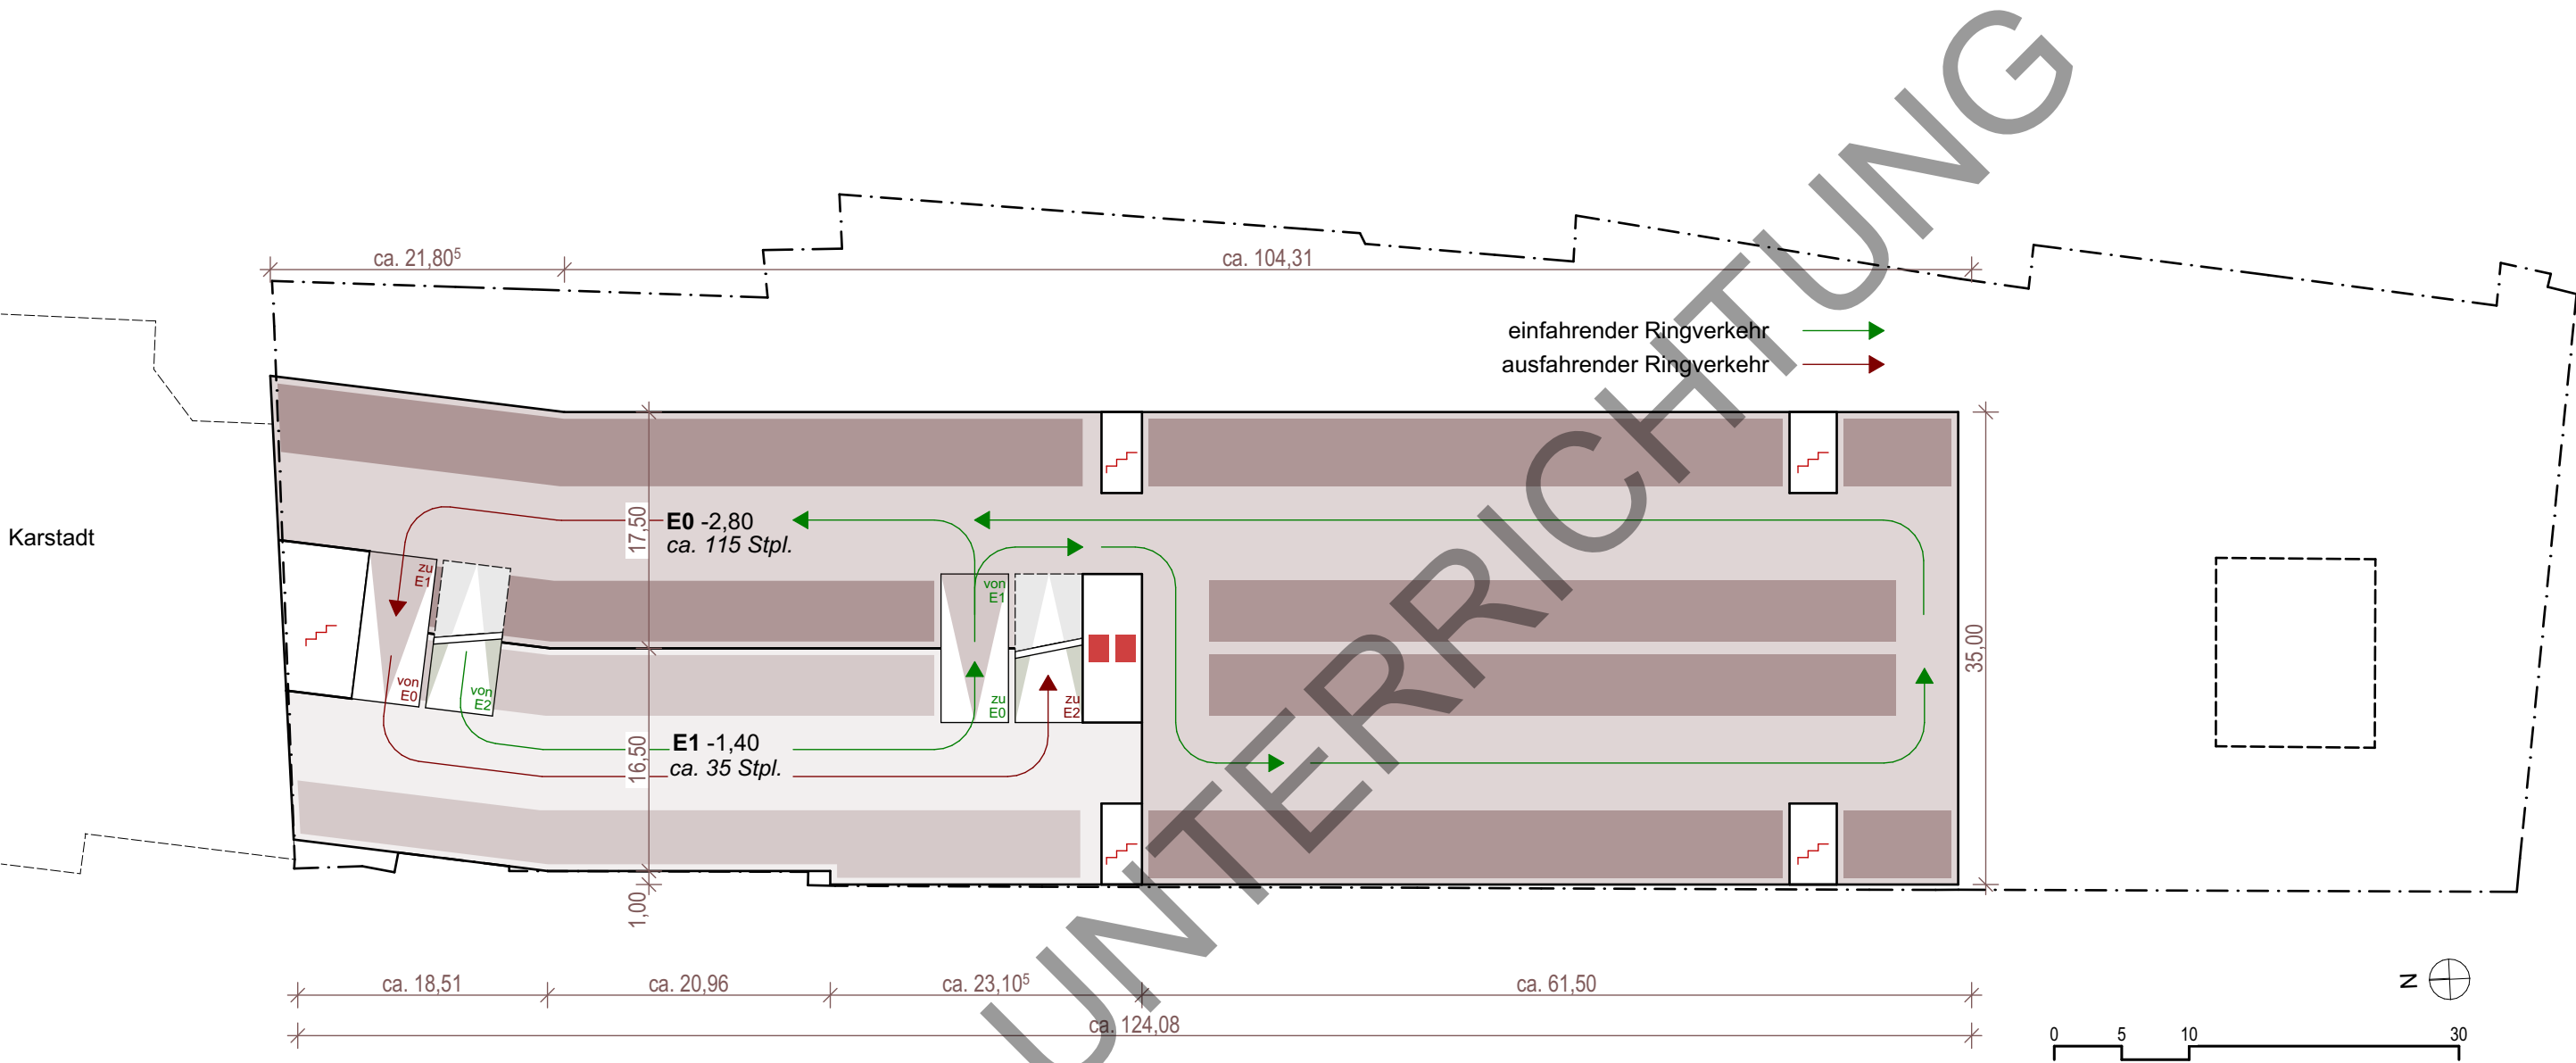 UNTERRICHTUNG
ca. 21,80⁵
ca. 104,31
einfahrender Ringverkehr
ausfahrender Ringverkehr
Karstadt
17,50
E0 -2,80
ca. 115 Stpl.
zu
E1
von
E0
von
E2
von
E1
zu
E0
zu
E2
16,50
E1 -1,40
ca. 35 Stpl.
35,00
1,00
ca. 18,51
ca. 20,96
ca. 23,10⁵
ca. 61,50
ca. 124,08
N
0 5 10 30